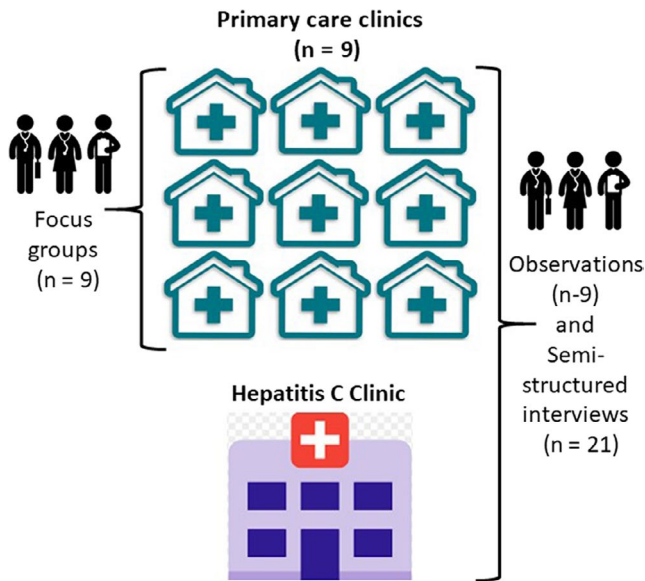 Primary care clinics
(n = 9)
Focus
groups
(n = 9)
Observations
(n-9)
and
Semi-
structured
interviews
(n = 21)
Hepatitis C Clinic